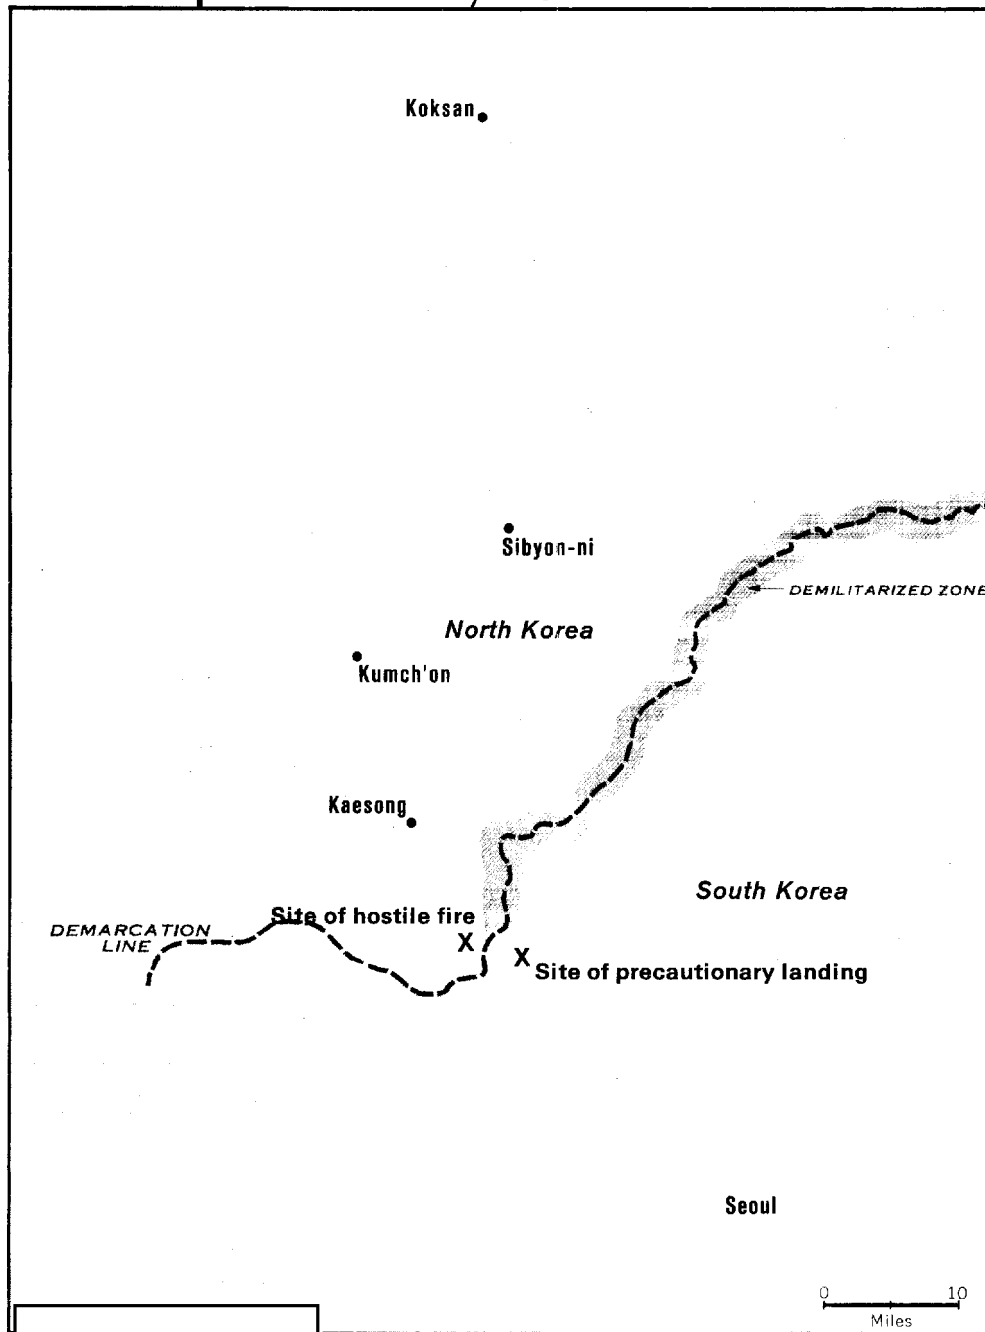 Koksan
Sibyon-ni
DEMILITARIZED ZONE
North Korea
Kumch'on
Kaesong
South Korea
Site of hostile fire
DEMARCATION
LINE
X
X
Site of precautionary landing
Seoul
0 10
Miles